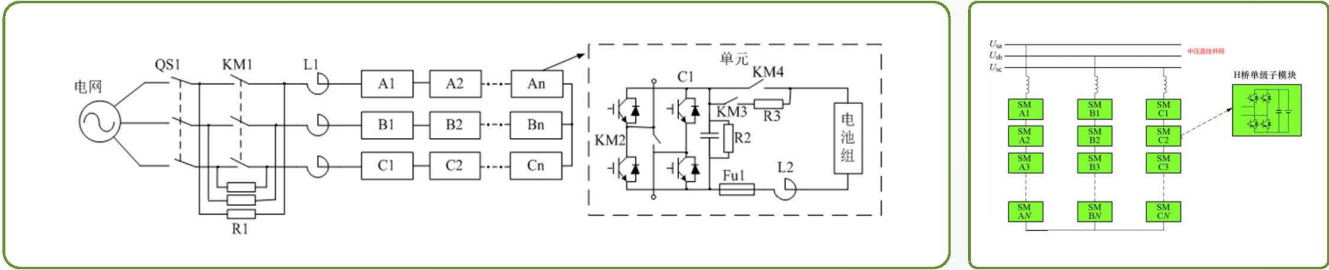 电网
QS1
KM1
L1
A1
A2
An
B1
B2
Bn
C1
C2
Cn
R1
单元
C1
KM4
KM3
R3
KM2
R2
电池组
Fu1
L2
Usa
Usb
Usc
中压直接并网
H桥单级子模块
SM
A1
SM
B1
SM
C1
SM
A2
SM
B2
SM
C2
SM
A3
SM
B3
SM
C3
SM
AN
SM
BN
SM
CN